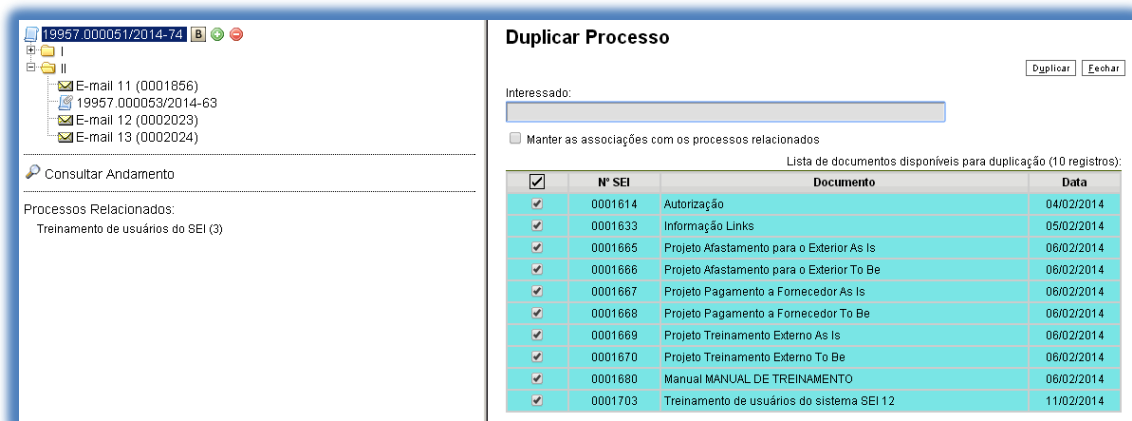 19957.000051/2014-74 B
I
II
E-mail 11 (0001856)
19957.000053/2014-63
E-mail 12 (0002023)
E-mail 13 (0002024)
Consultar Andamento
Processos Relacionados:
Treinamento de usuários do SEI (3)
Duplicar Processo
Duplicar Fechar
Interessado:
Manter as associações com os processos relacionados
Lista de documentos disponíveis para duplicação (10 registros):
Nº SEI Documento Data
0001614 Autorização 04/02/2014
0001633 Informação Links 05/02/2014
0001665 Projeto Afastamento para o Exterior As Is 06/02/2014
0001666 Projeto Afastamento para o Exterior To Be 06/02/2014
0001667 Projeto Pagamento a Fornecedor As Is 06/02/2014
0001668 Projeto Pagamento a Fornecedor To Be 06/02/2014
0001669 Projeto Treinamento Externo As Is 06/02/2014
0001670 Projeto Treinamento Externo To Be 06/02/2014
0001680 Manual MANUAL DE TREINAMENTO 06/02/2014
0001703 Treinamento de usuários do sistema SEI 12 11/02/2014